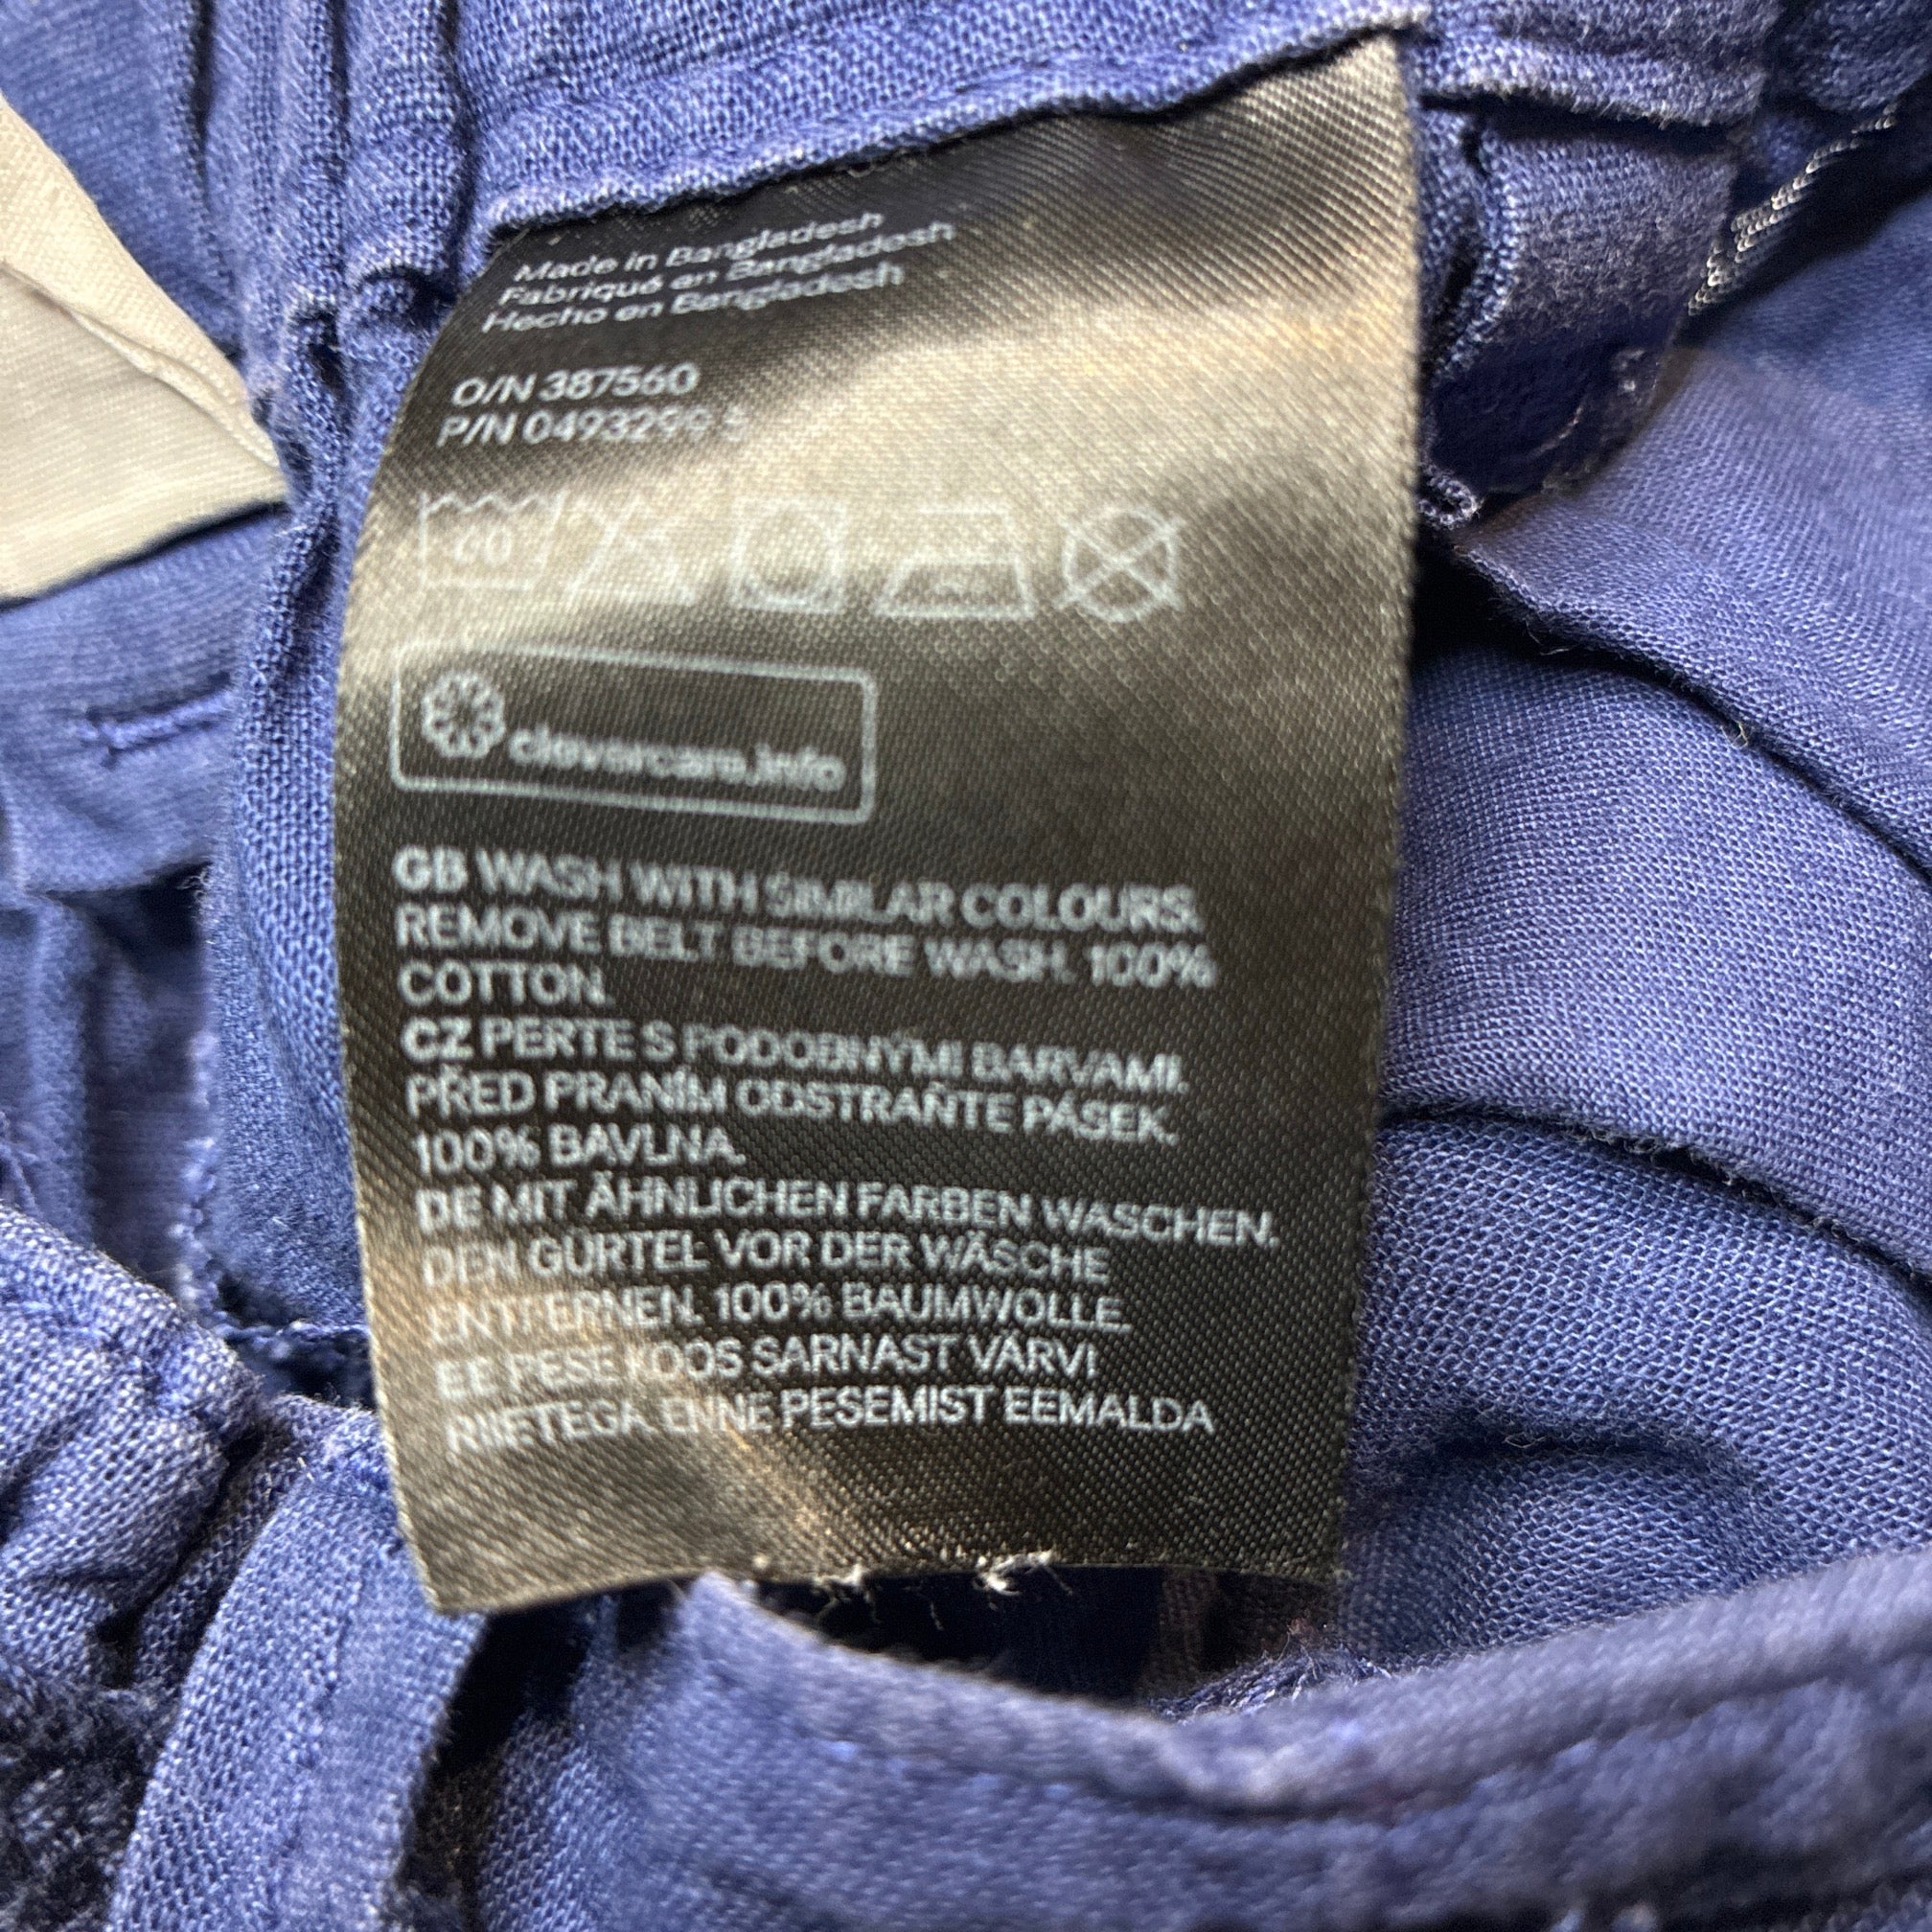 Made in Bangladesh
Fabriqué en Bangladesh
Hecho en Bangladesh
O/N 387560
P/N 0493299 5
clevercare.info
GB WASH WITH SIMILAR COLOURS.
REMOVE BELT BEFORE WASH. 100%
COTTON.
CZ PERTE S PODOBNÝMI BARVAMI.
PŘED PRANÍM ODSTRAŇTE PÁSEK.
100% BAVLNA.
DE MIT ÄHNLICHEN FARBEN WASCHEN.
DEN GÜRTEL VOR DER WÄSCHE
ENTFERNEN. 100% BAUMWOLLE.
EE PESE KOOS SARNAST VÄRVI
RIIETEGA. ENNE PESEMIST EEMALDA